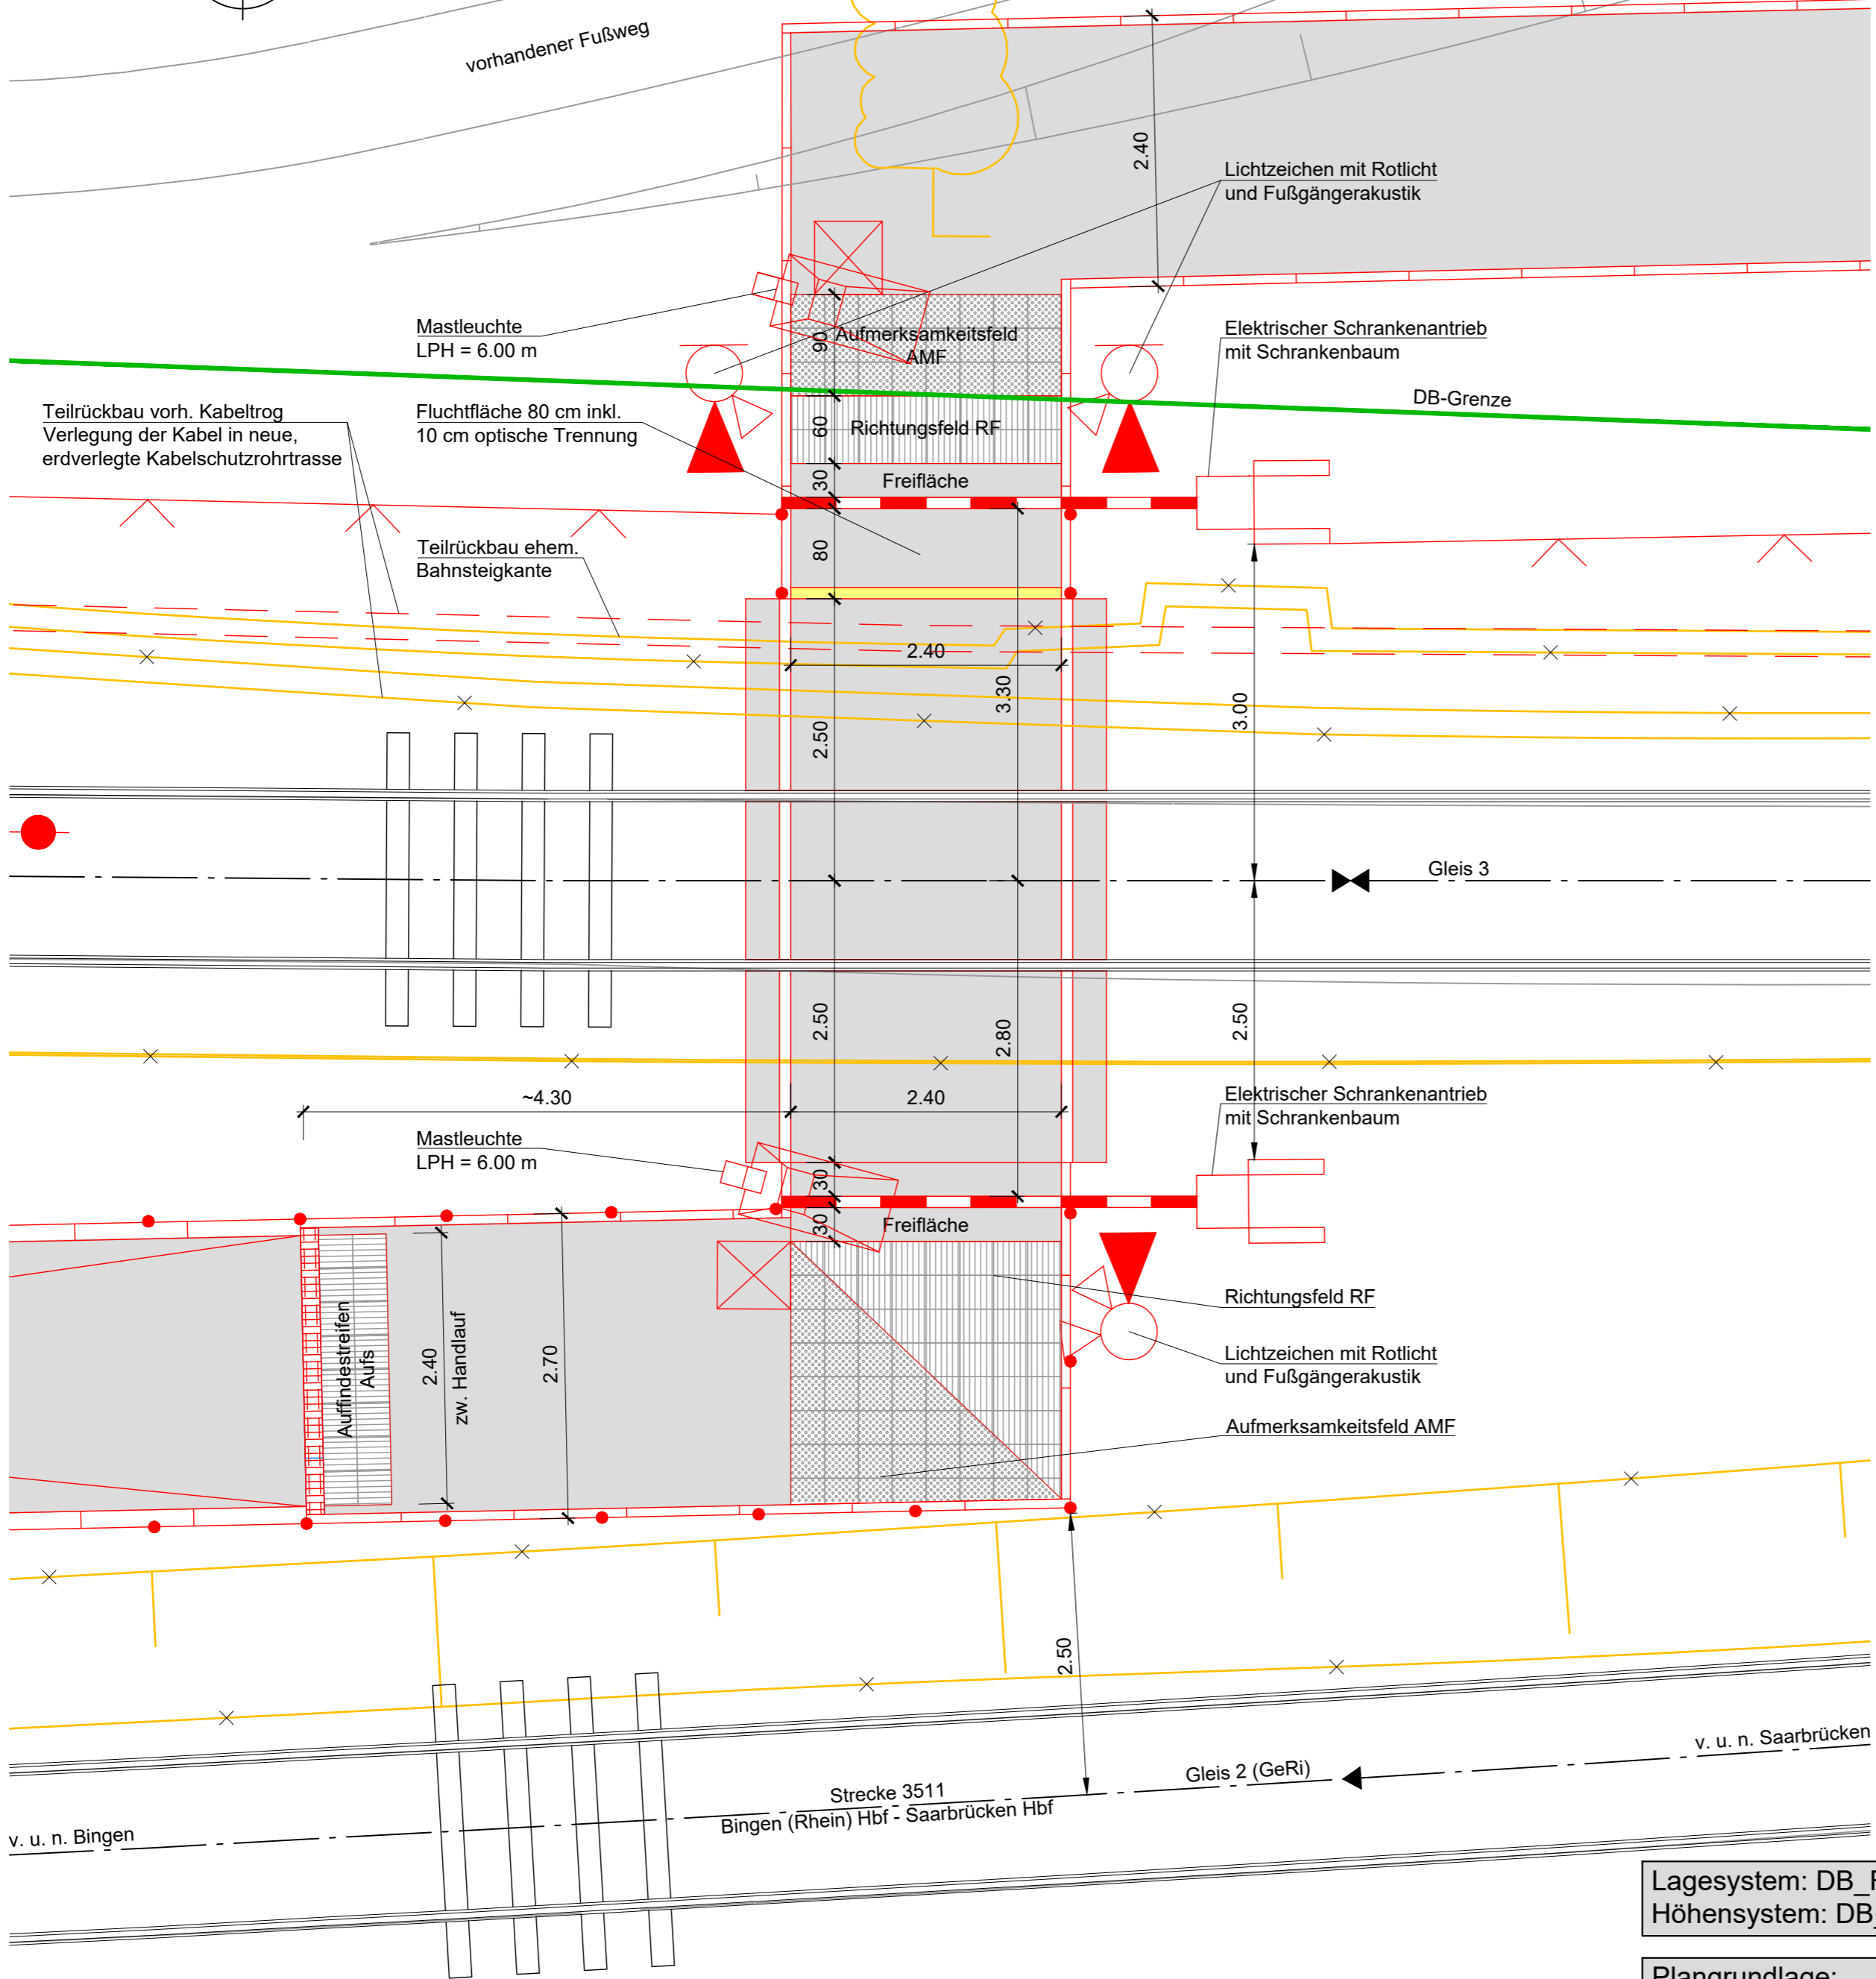 vorhandener Fußweg
2.40
Lichtzeichen mit Rotlicht
und Fußgängerakustik
Mastleuchte
LPH = 6.00 m
90
Aufmerksamkeitsfeld
AMF
Elektrischer Schrankenantrieb
mit Schrankenbaum
DB-Grenze
Teilrückbau vorh. Kabeltrog
Verlegung der Kabel in neue,
erdverlegte Kabelschutzrohrtrasse
Fluchtfläche 80 cm inkl.
10 cm optische Trennung
60
Richtungsfeld RF
30
Freifläche
Teilrückbau ehem.
Bahnsteigkante
80
2.40
3.30
2.50
3.00
Gleis 3
2.50
2.80
2.50
~4.30
2.40
Elektrischer Schrankenantrieb
mit Schrankenbaum
Mastleuchte
LPH = 6.00 m
30
30
Freifläche
Auffindestreifen
Aufs
2.40
zw. Handlauf
2.70
Richtungsfeld RF
Lichtzeichen mit Rotlicht
und Fußgängerakustik
Aufmerksamkeitsfeld AMF
2.50
v. u. n. Saarbrücken
Gleis 2 (GeRi)
Strecke 3511
Bingen (Rhein) Hbf - Saarbrücken Hbf
v. u. n. Bingen
Lagesystem: DB_
Höhensystem: DB_
Plangrundlage: